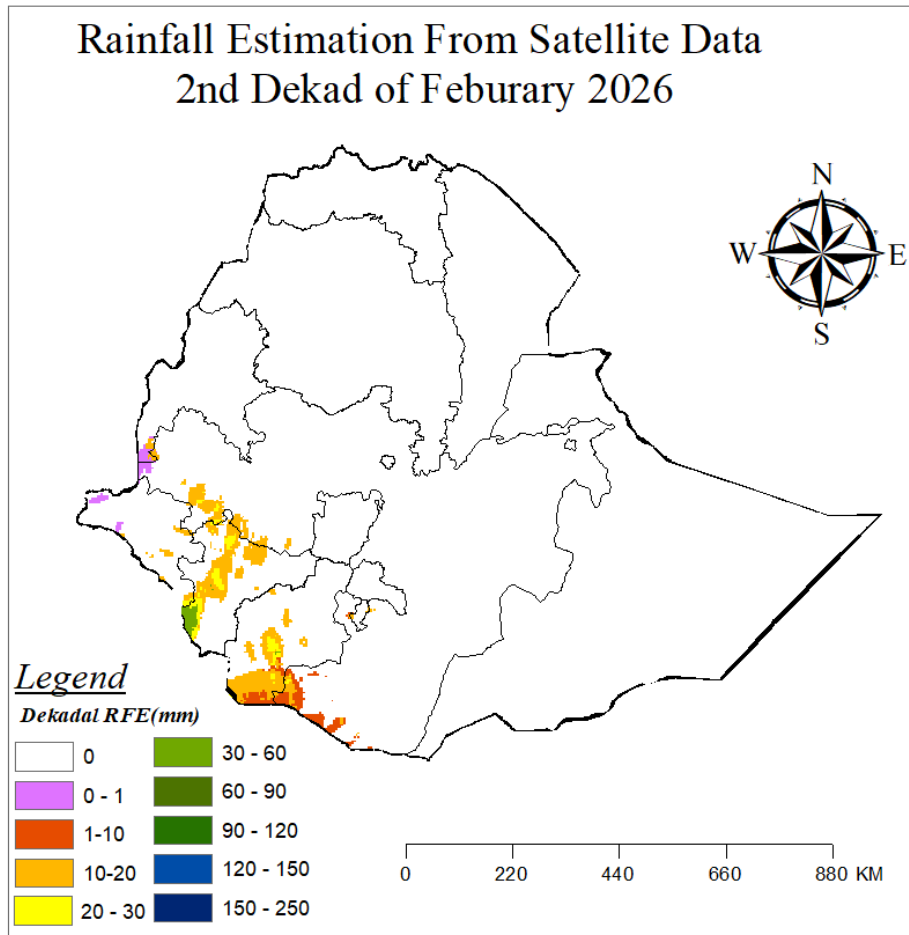 Rainfall Estimation From Satellite Data
2nd Dekad of Feburary 2026
N
W
E
S
Legend
Dekadal RFE(mm)
0
0 - 1
1-10
10-20
20 - 30
30 - 60
60 - 90
90 - 120
120 - 150
150 - 250
0 220 440 660 880 KM